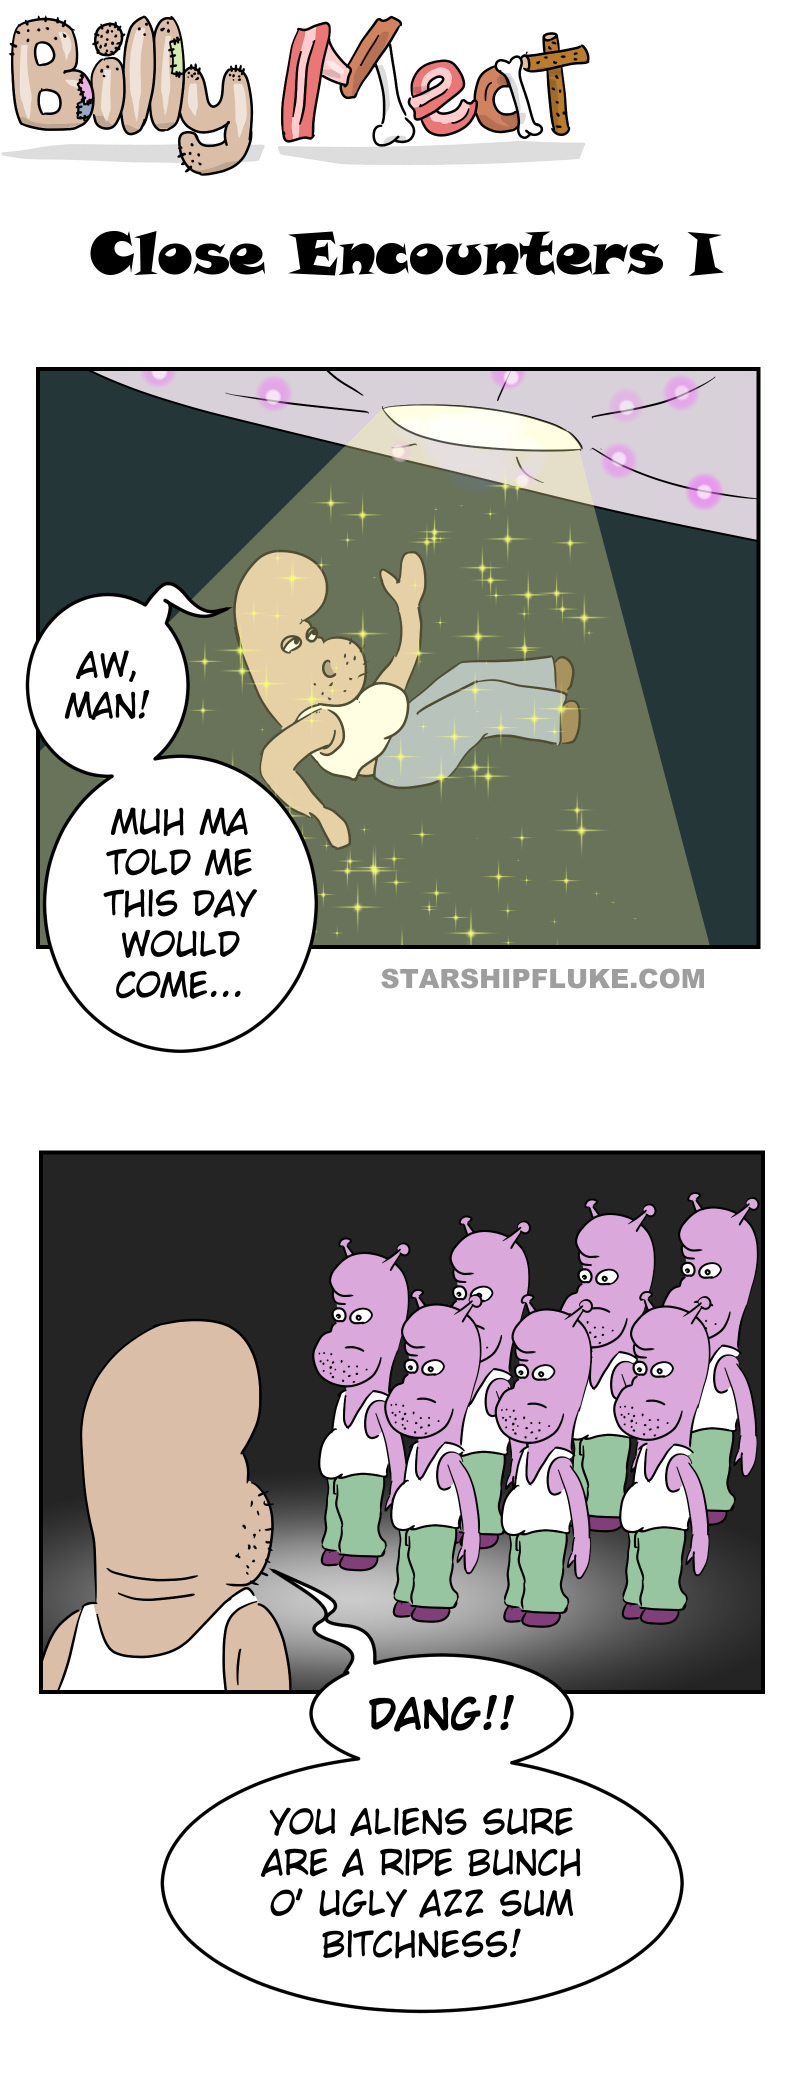 Billy Meat
Close Encounters I
AW,
MAN!
MUH MA
TOLD ME
THIS DAY
WOULD
COME...
STARSHIPFLUKE.COM
DANG!!
YOU ALIENS SURE
ARE A RIPE BUNCH
O' UGLY AZZ SUM
BITCHNESS!